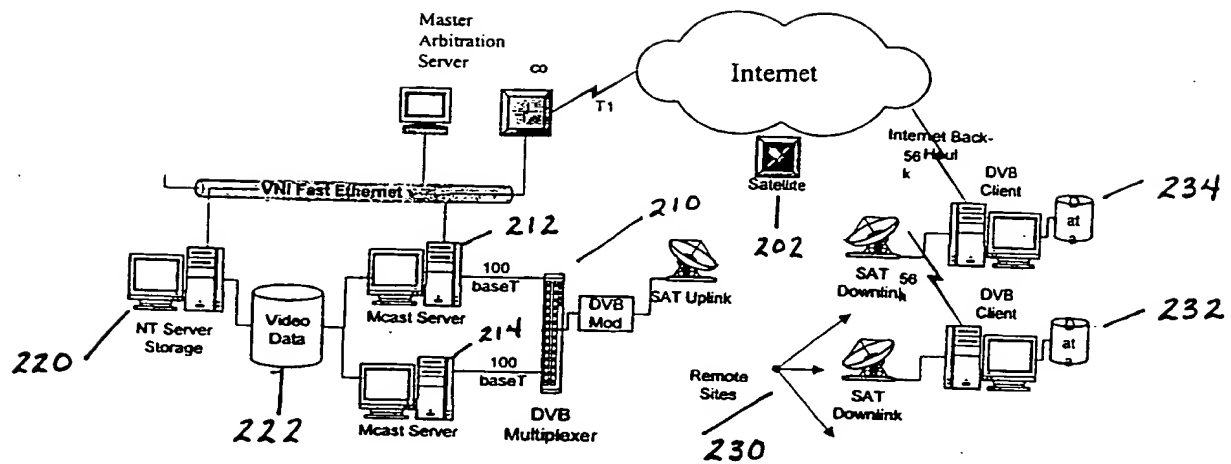 Master
Arbitration
Server
∞
T1
Internet
Satellite
202
Internet Back-
Haul
56
k
DVB
Client
at
a
234
VNI Fast Ethernet
212
210
NT Server
Storage
220
Video
Data
222
Mcast Server
100
baseT
214
Mcast Server
100
baseT
DVB
Multiplexer
DVB
Mod
SAT Uplink
SAT
Downlink
56
k
DVB
Client
at
a
232
Remote
Sites
230
SAT
Downlink